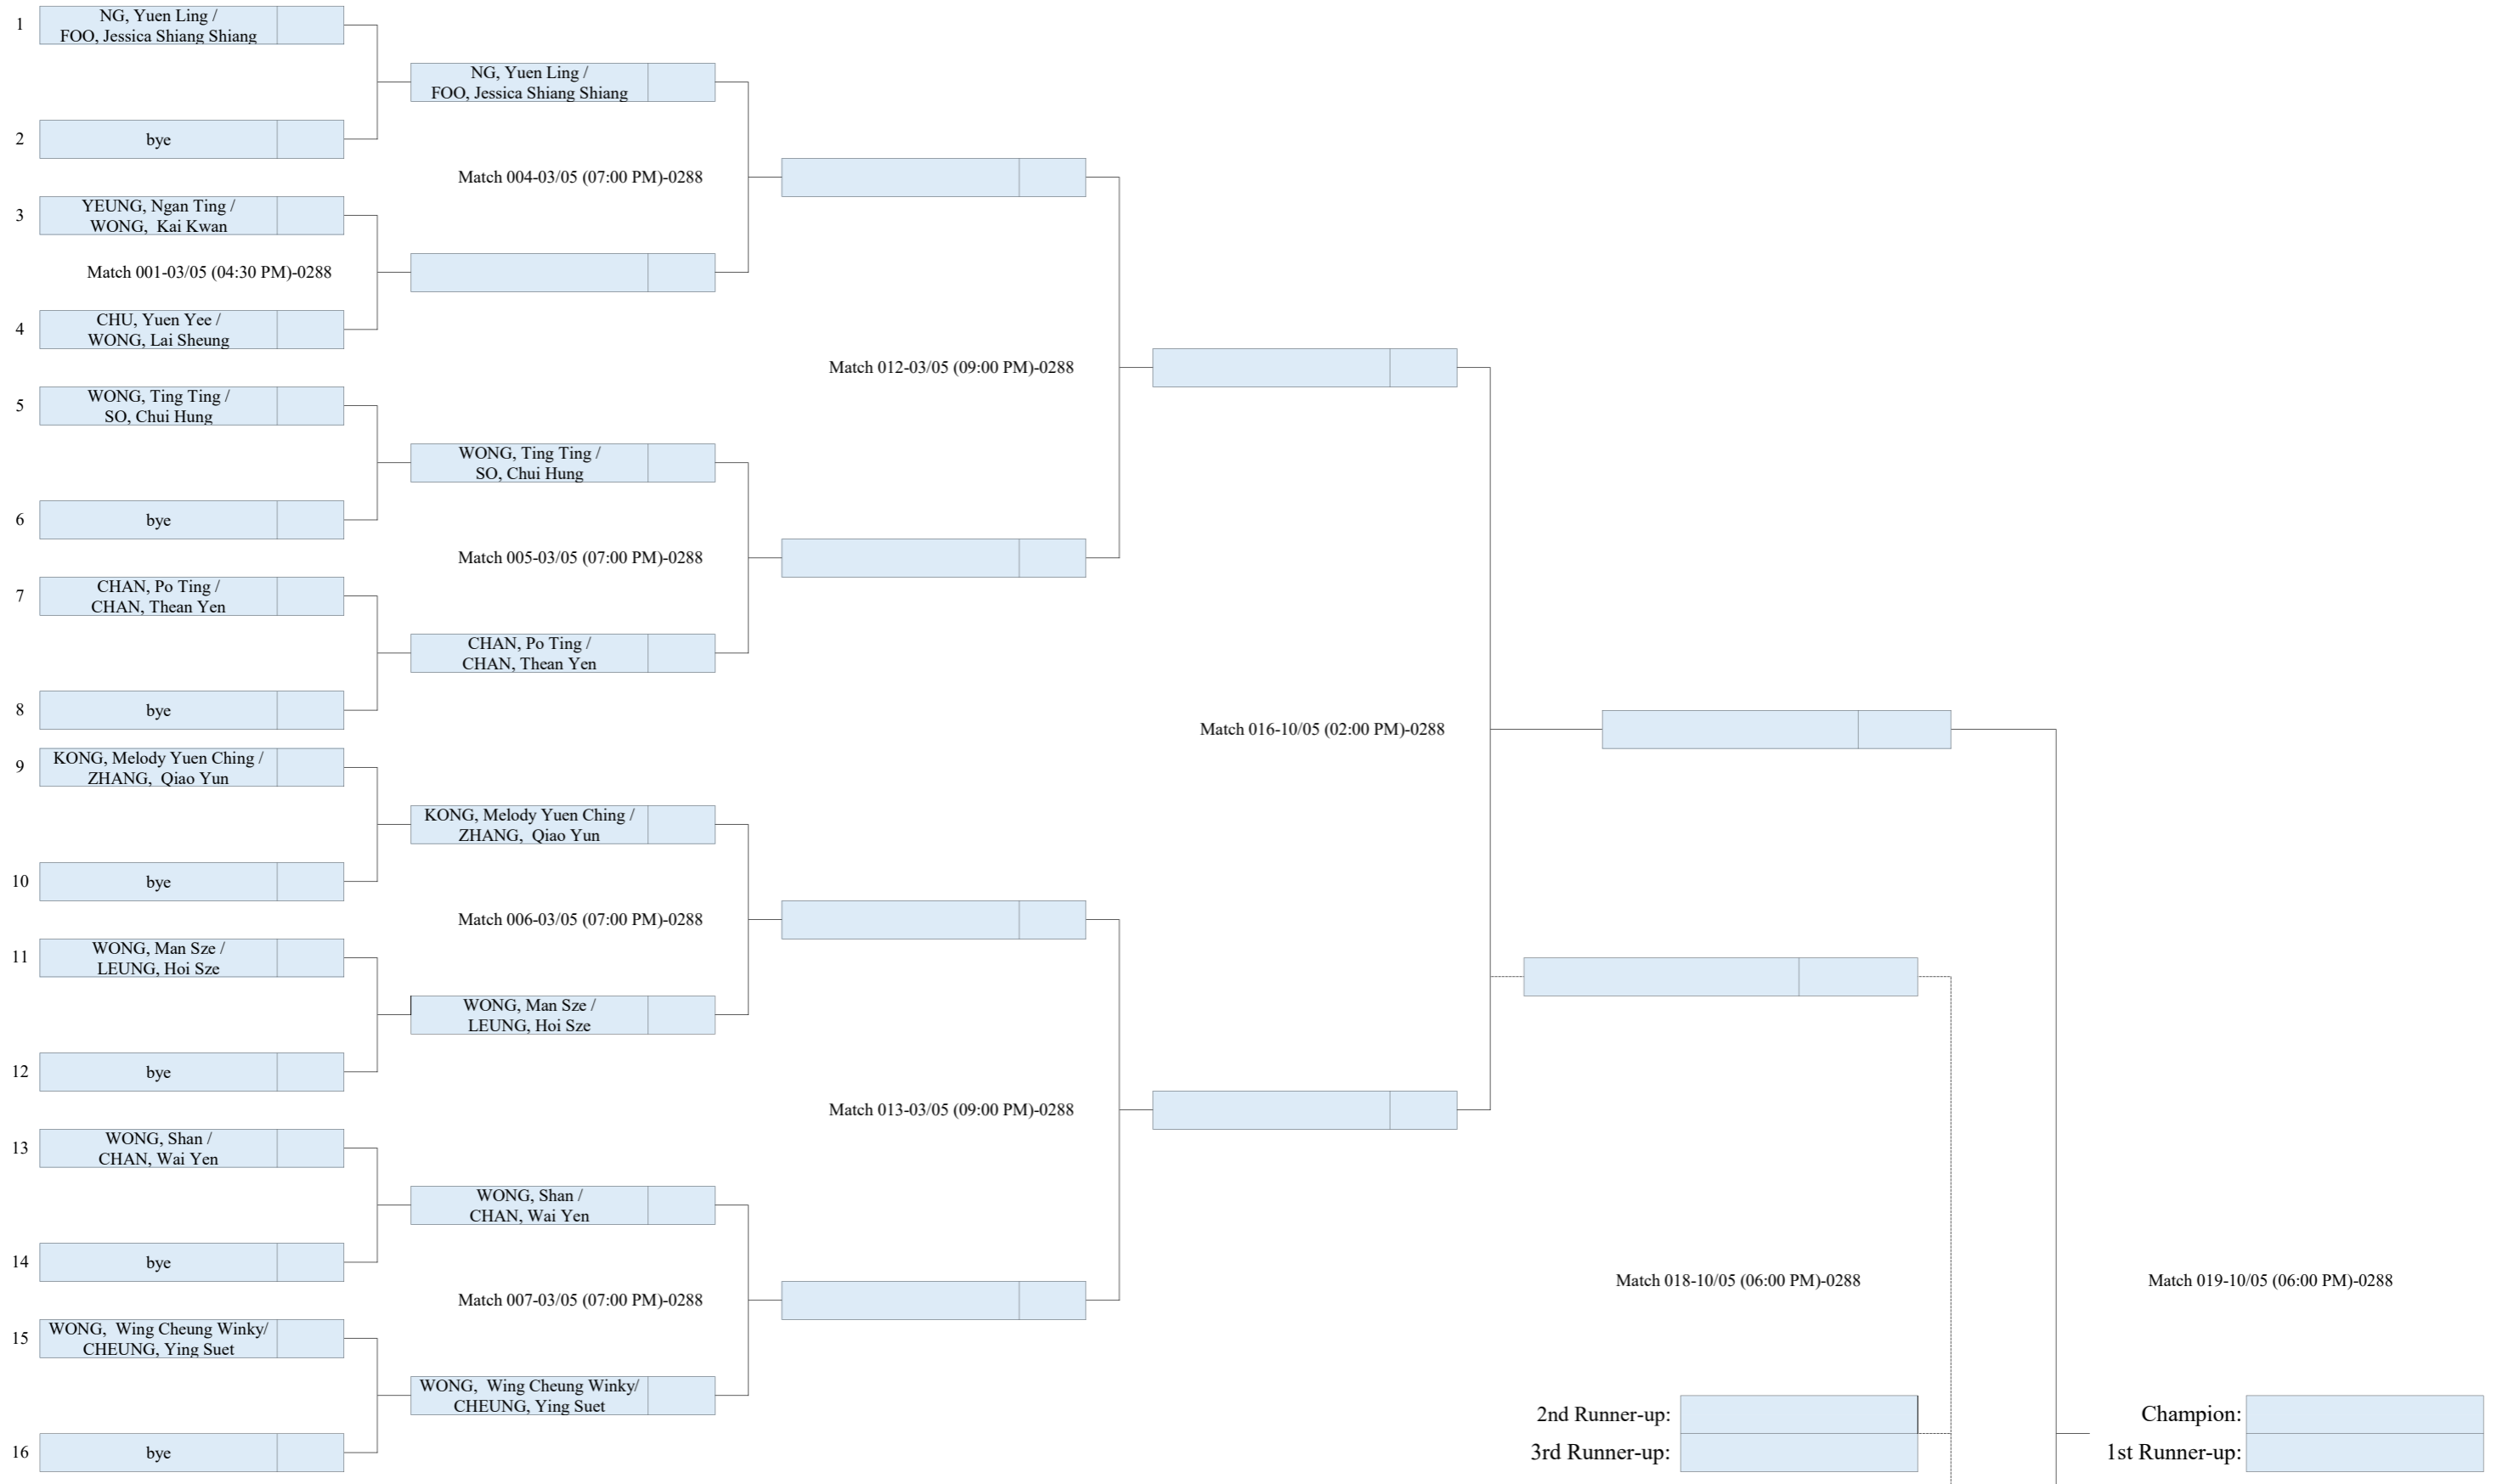 1
NG, Yuen Ling /
FOO, Jessica Shiang Shiang
NG, Yuen Ling /
FOO, Jessica Shiang Shiang
2
bye
Match 004-03/05 (07:00 PM)-0288
3
YEUNG, Ngan Ting /
WONG,  Kai Kwan
Match 001-03/05 (04:30 PM)-0288
4
CHU, Yuen Yee /
WONG, Lai Sheung
Match 012-03/05 (09:00 PM)-0288
5
WONG, Ting Ting /
SO, Chui Hung
WONG, Ting Ting /
SO, Chui Hung
6
bye
Match 005-03/05 (07:00 PM)-0288
7
CHAN, Po Ting /
CHAN, Thean Yen
CHAN, Po Ting /
CHAN, Thean Yen
8
bye
Match 016-10/05 (02:00 PM)-0288
9
KONG, Melody Yuen Ching /
ZHANG,  Qiao Yun
KONG, Melody Yuen Ching /
ZHANG,  Qiao Yun
10
bye
Match 006-03/05 (07:00 PM)-0288
11
WONG, Man Sze /
LEUNG, Hoi Sze
WONG, Man Sze /
LEUNG, Hoi Sze
12
bye
Match 013-03/05 (09:00 PM)-0288
13
WONG, Shan /
CHAN, Wai Yen
WONG, Shan /
CHAN, Wai Yen
14
bye
Match 018-10/05 (06:00 PM)-0288
Match 019-10/05 (06:00 PM)-0288
Match 007-03/05 (07:00 PM)-0288
15
WONG,  Wing Cheung Winky/
CHEUNG, Ying Suet
WONG,  Wing Cheung Winky/
CHEUNG, Ying Suet
2nd Runner-up:
Champion:
16
bye
3rd Runner-up:
1st Runner-up: